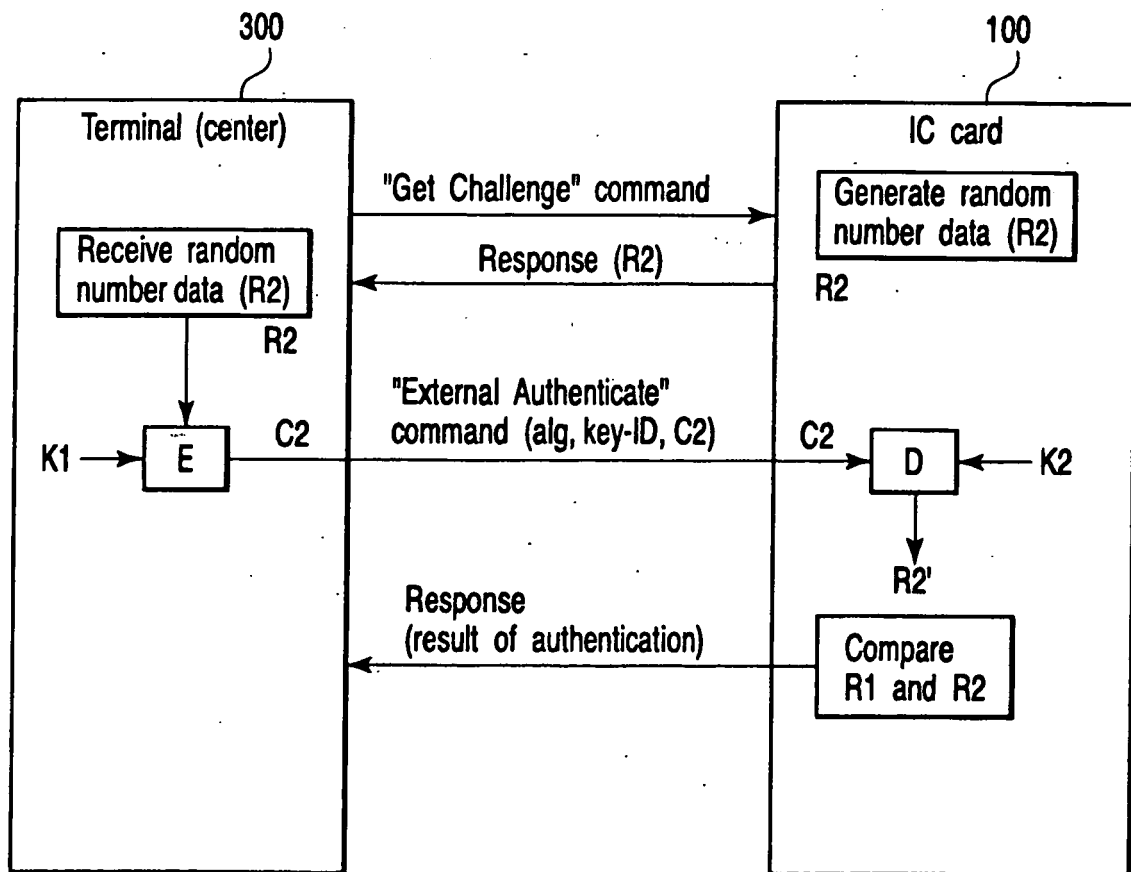 300
100
Terminal (center)
IC card
"Get Challenge" command
Generate random
number data (R2)
Receive random
number data (R2)
Response (R2)
R2
R2
"External Authenticate"
command (alg, key-ID, C2)
K1
E
C2
C2
D
K2
R2'
Response
(result of authentication)
Compare
R1 and R2